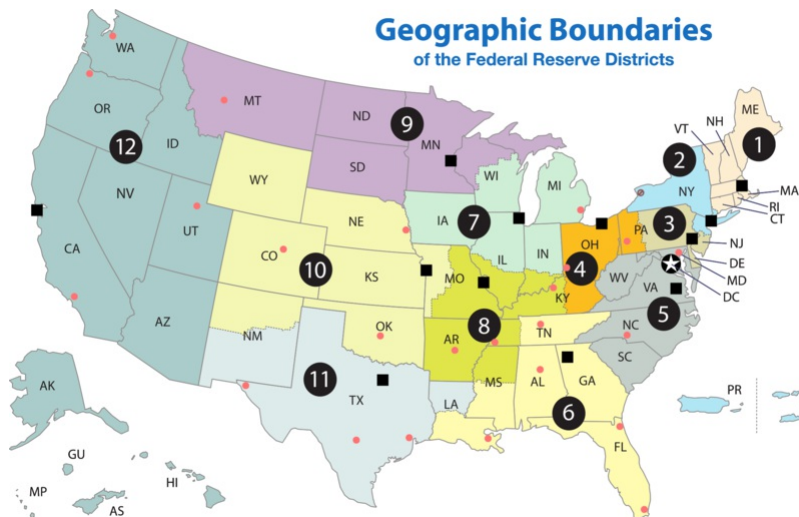 Geographic Boundaries
of the Federal Reserve Districts
WA
MT
ND
9
MN
ME
OR
12
ID
SD
WI
MI
VT
NH
1
2
NY
MA
RI
CT
WY
NV
UT
CA
NE
IA
7
IL
IN
OH
PA
3
NJ
DE
MD
DC
CO
10
KS
MO
4
WV
VA
KY
5
AZ
NM
OK
AR
8
TN
NC
SC
11
TX
MS
AL
GA
LA
6
FL
AK
GU
HI
MP
AS
PR